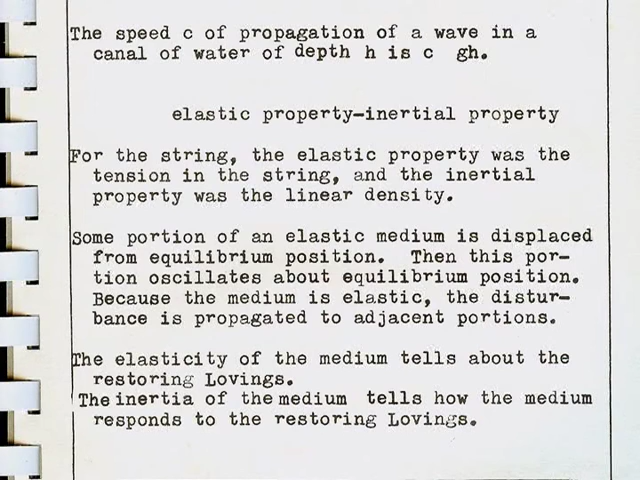 The speed c of propagation of a wave in a
canal of water of depth h is c gh.
elastic property-inertial property
For the string, the elastic property was the
tension in the string, and the inertial
property was the linear density.
Some portion of an elastic medium is displaced
from equilibrium position. Then this por-
tion oscillates about equilibrium position.
Because the medium is elastic, the distur-
bance is propagated to adjacent portions.
The elasticity of the medium tells about the
restoring Lovings.
The inertia of the medium tells how the medium
responds to the restoring Lovings.